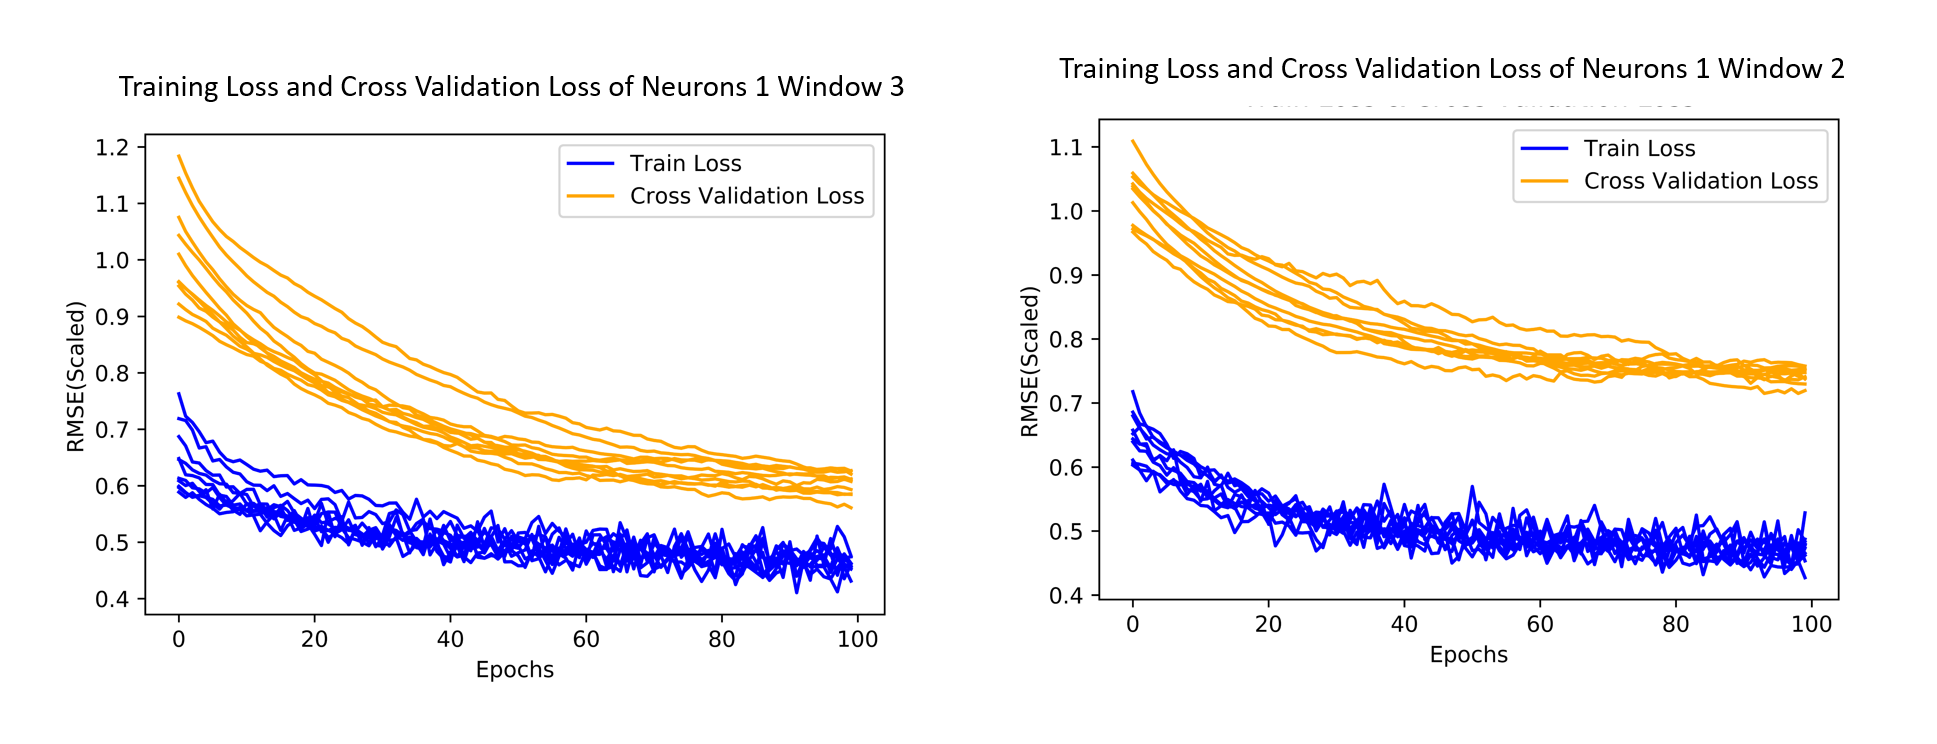 Training Loss and Cross Validation Loss of Neurons 1 Window 3
1.2
1.1
1.0
0.9
0.8
0.7
0.6
0.5
0.4
RMSE(Scaled)
Train Loss
Cross Validation Loss
0 20 40 60 80 100
Epochs
Training Loss and Cross Validation Loss of Neurons 1 Window 2
1.1
1.0
0.9
0.8
0.7
0.6
0.5
0.4
RMSE(Scaled)
Train Loss
Cross Validation Loss
0 20 40 60 80 100
Epochs